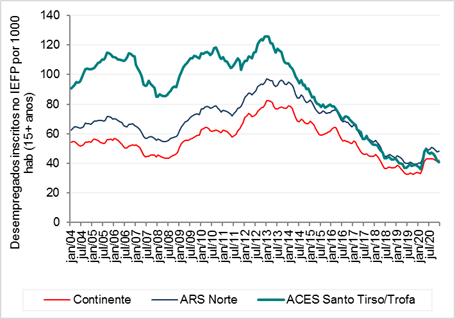 Desempregados inscritos no IEFP por 1000
hab (15+ anos)
140
120
100
80
60
40
20
0
jan/04
jul/04
jan/05
jul/05
jan/06
jul/06
jan/07
jul/07
jan/08
jul/08
jan/09
jul/09
jan/10
jul/10
jan/11
jul/11
jan/12
jul/12
jan/13
jul/13
jan/14
jul/14
jan/15
jul/15
jan/16
jul/16
jan/17
jul/17
jan/18
jul/18
jan/19
jul/19
jan/20
jul/20
Continente ARS Norte ACES Santo Tirso/Trofa